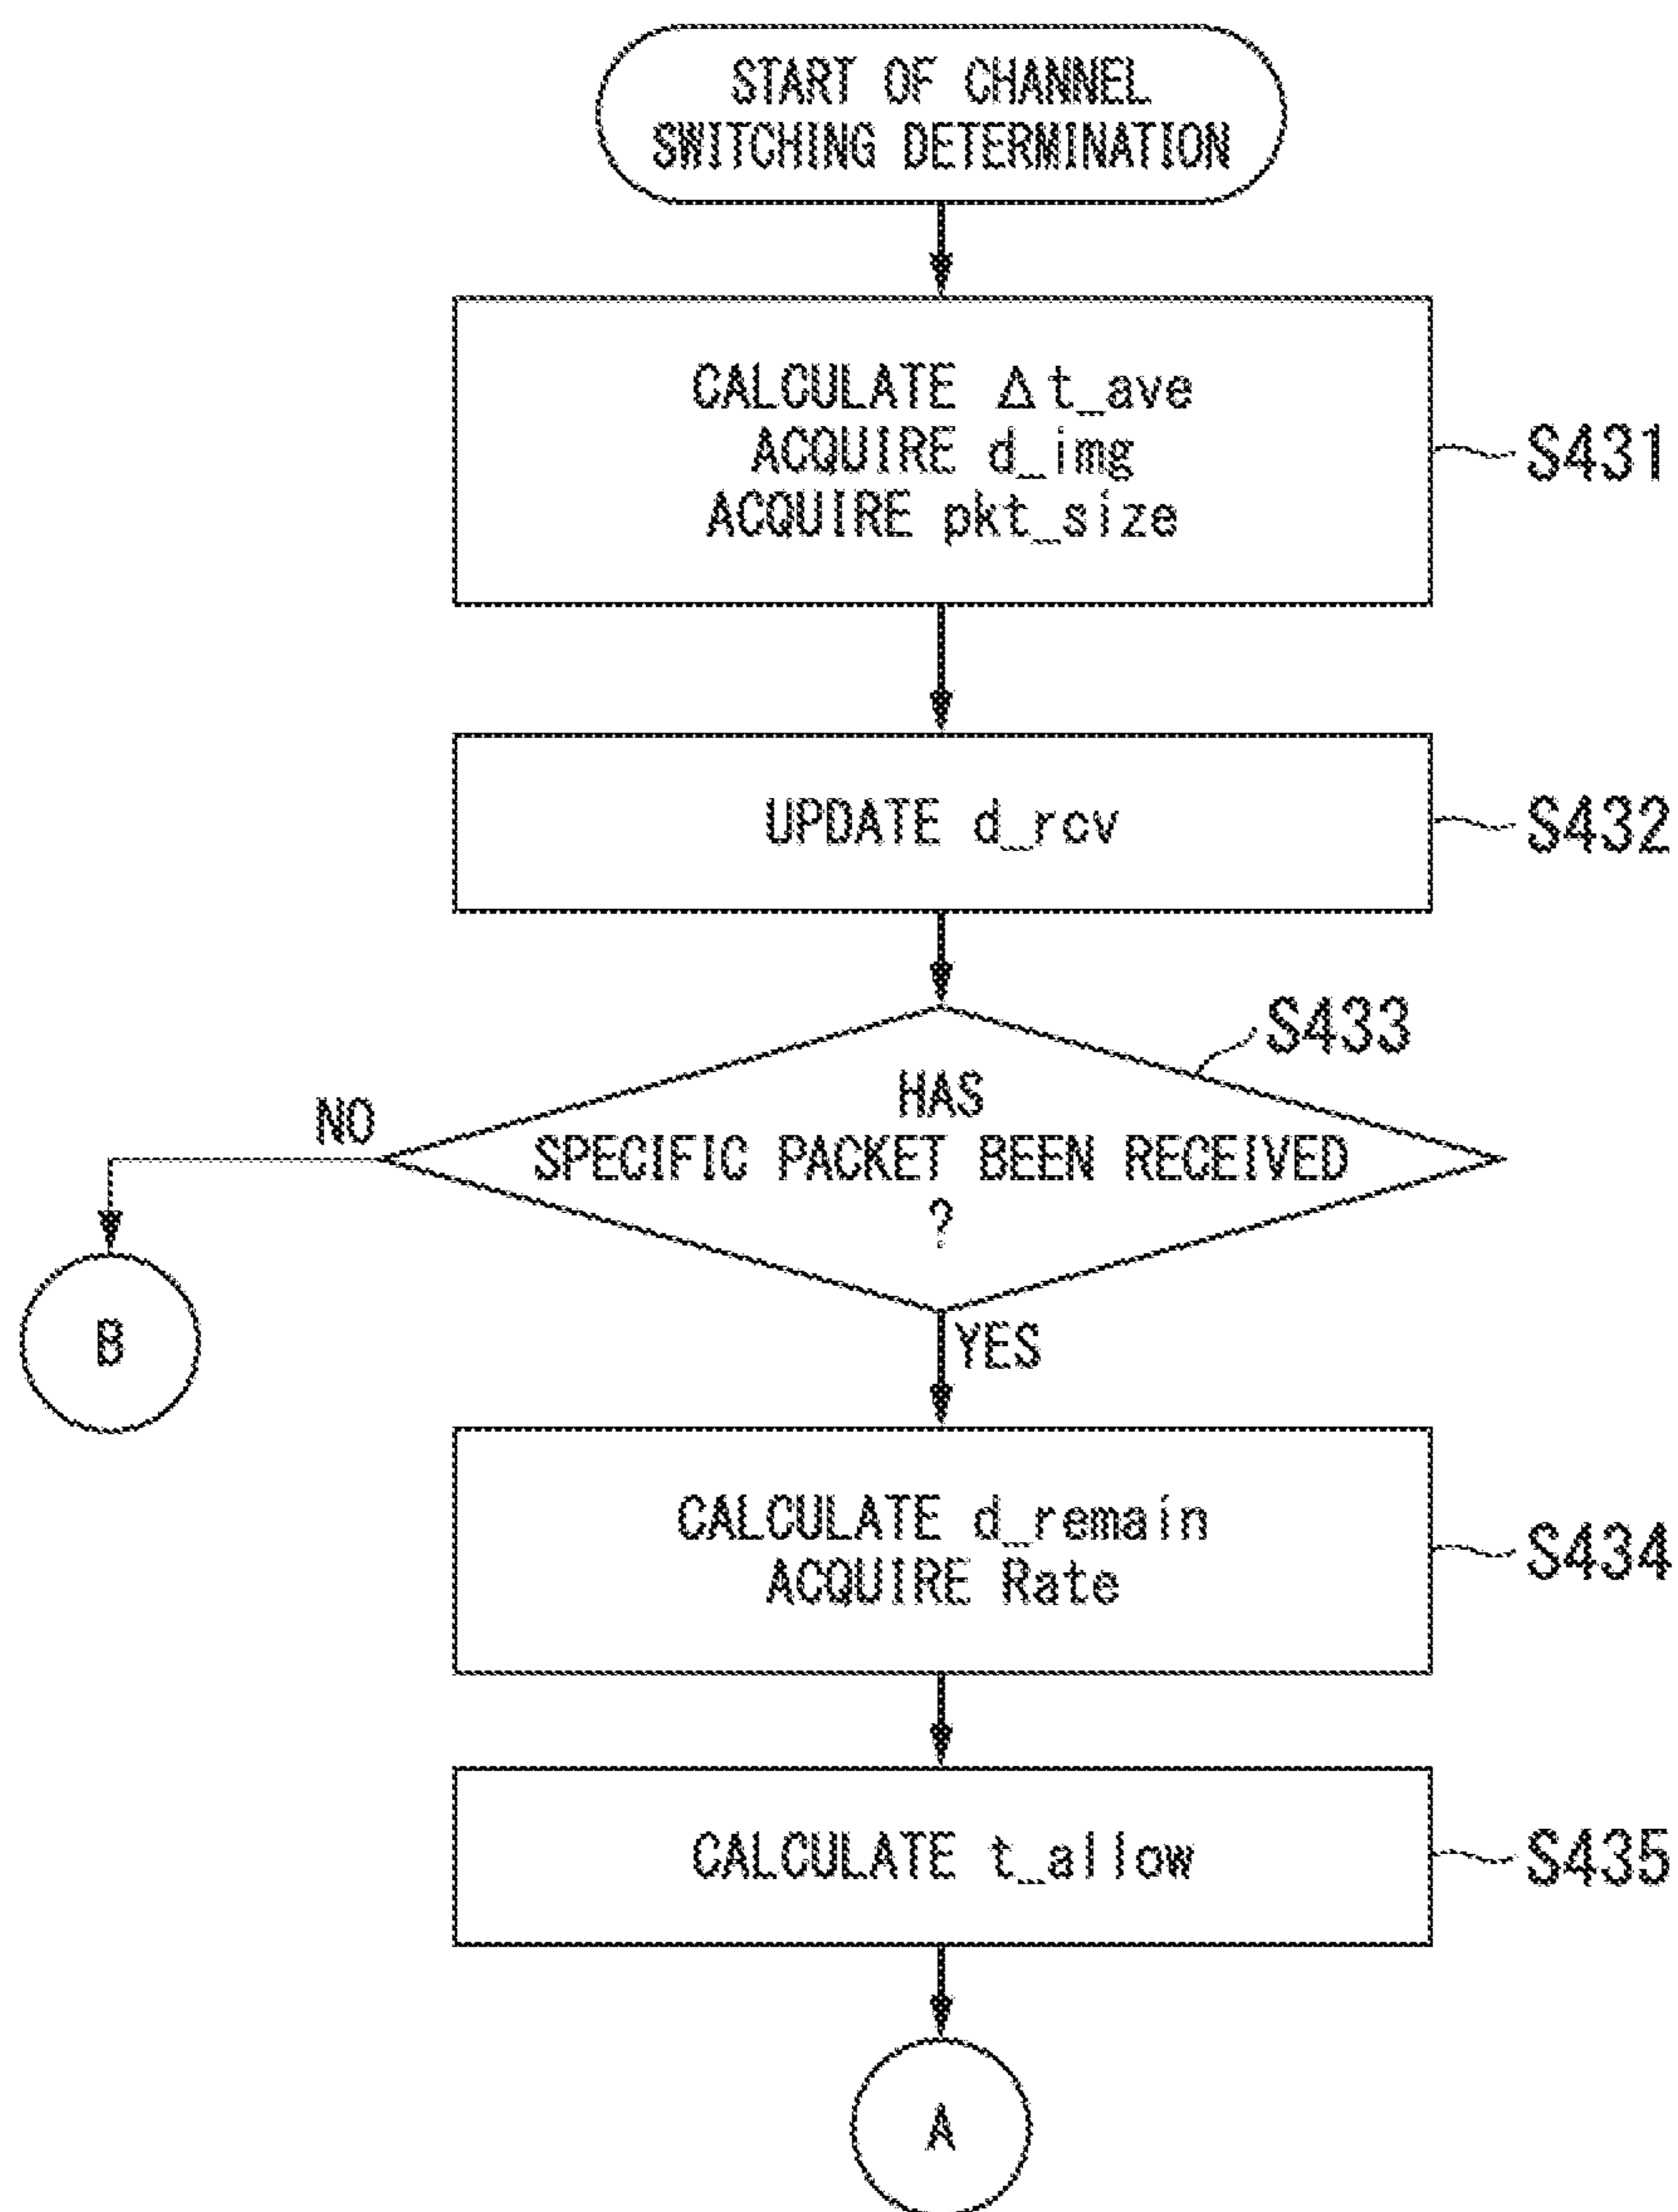 START OF CHANNEL
SWITCHING DETERMINATION
CALCULATE Δt_ave
ACQUIRE d_img
ACQUIRE pkt_size
S431
UPDATE d_rcv
S432
S433
HAS
SPECIFIC PACKET BEEN RECEIVED
?
NO
B
YES
CALCULATE d_remain
ACQUIRE Rate
S434
CALCULATE t_allow
S435
A